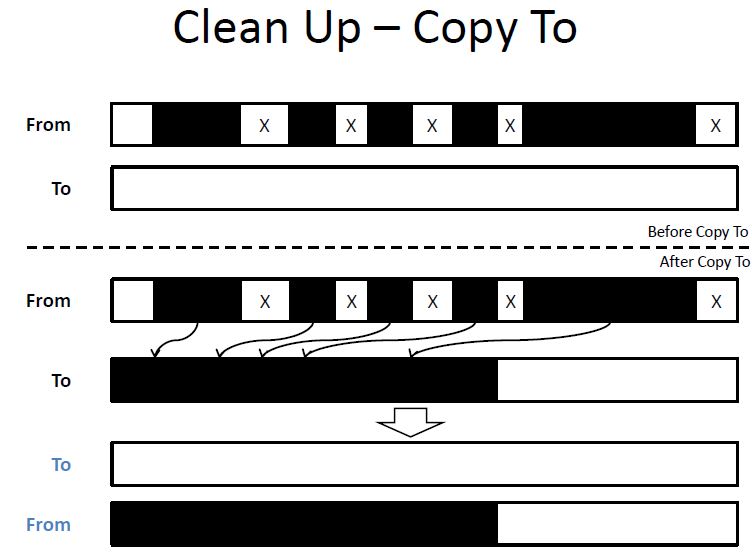 Clean Up – Copy To
From
X
X
X
X
X
To
Before Copy To
After Copy To
From
X
X
X
X
X
To
To
From